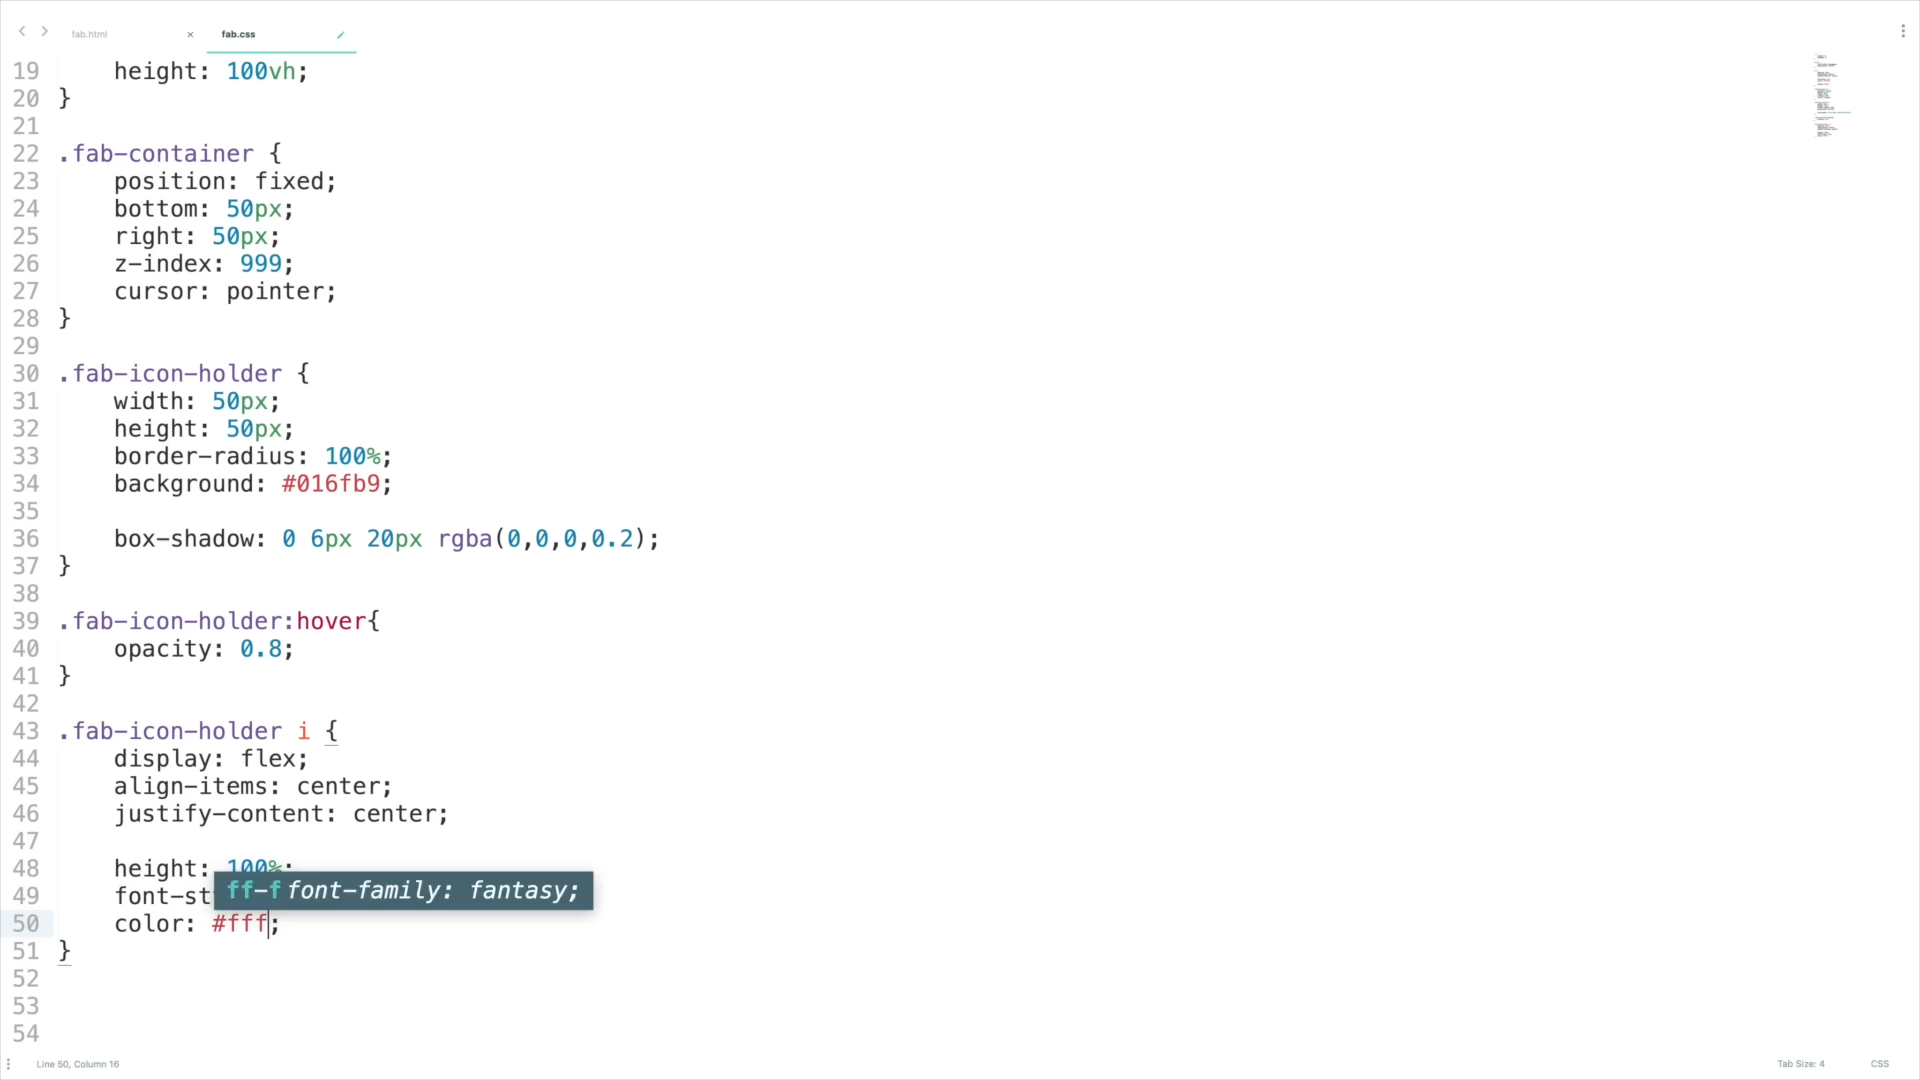 fab.html × fab.css
19 height: 100vh;
20 }
21
22 .fab-container {
23 position: fixed;
24 bottom: 50px;
25 right: 50px;
26 z-index: 999;
27 cursor: pointer;
28 }
29
30 .fab-icon-holder {
31 width: 50px;
32 height: 50px;
33 border-radius: 100%;
34 background: #016fb9;
35
36 box-shadow: 0 6px 20px rgba(0,0,0,0.2);
37 }
38
39 .fab-icon-holder:hover{
40 opacity: 0.8;
41 }
42
43 .fab-icon-holder i {
44 display: flex;
45 align-items: center;
46 justify-content: center;
47
48 height: 100%;
49 font-st
ff-f font-family: fantasy;
50 color: #fff;
51 }
52
53
54
Line 50, Column 16 Tab Size: 4 CSS